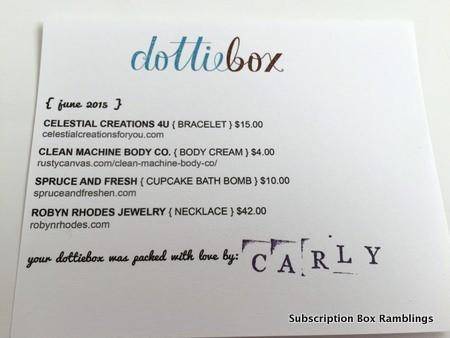 dottiebox
{ june 2015 }
CELESTIAL CREATIONS 4U { BRACELET } $15.00
celestialcreationsforyou.com
CLEAN MACHINE BODY CO. { BODY CREAM } $4.00
rustycanvas.com/clean-machine-body-co/
SPRUCE AND FRESH { CUPCAKE BATH BOMB } $10.00
spruceandfreshen.com
ROBYN RHODES JEWELRY { NECKLACE } $42.00
robynrhodes.com
your dottiebox was packed with love by: CARLY
Subscription Box Ramblings